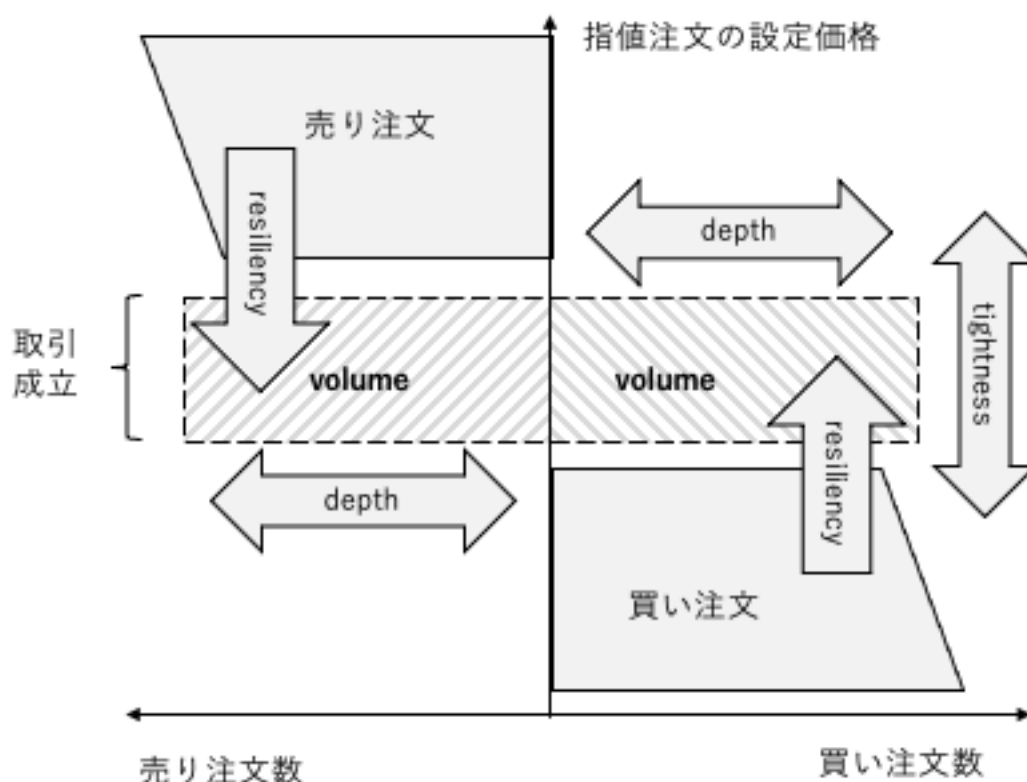 指値注文の設定価格
売り注文
resiliency
depth
tightness
取引
成立
volume
volume
resiliency
depth
買い注文
売り注文数
買い注文数